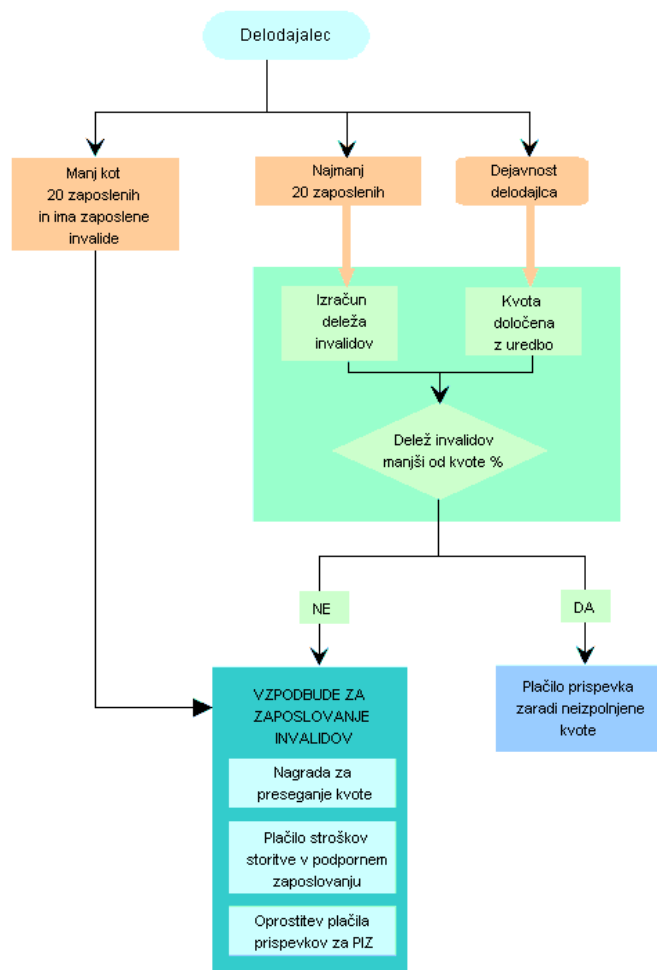 Delodajalec
Manj kot
20 zaposlenih
in ima zaposlene
invalide
Najmanj
20 zaposlenih
Dejavnost
delodajlca
Izračun
deleža
invalidov
Kvota
določena
z uredbo
Delež invalidov
manjši od kvote %
NE
DA
VZPODBUDE ZA
ZAPOSLOVANJE
INVALIDOV
Nagrada za
preseganje kvote
Plačilo stroškov
storitve v podpornem
zaposlovanju
Oprostitev plačila
prispevkov za PIZ
Plačilo prispevka
zaradi neizpolnjene
kvote